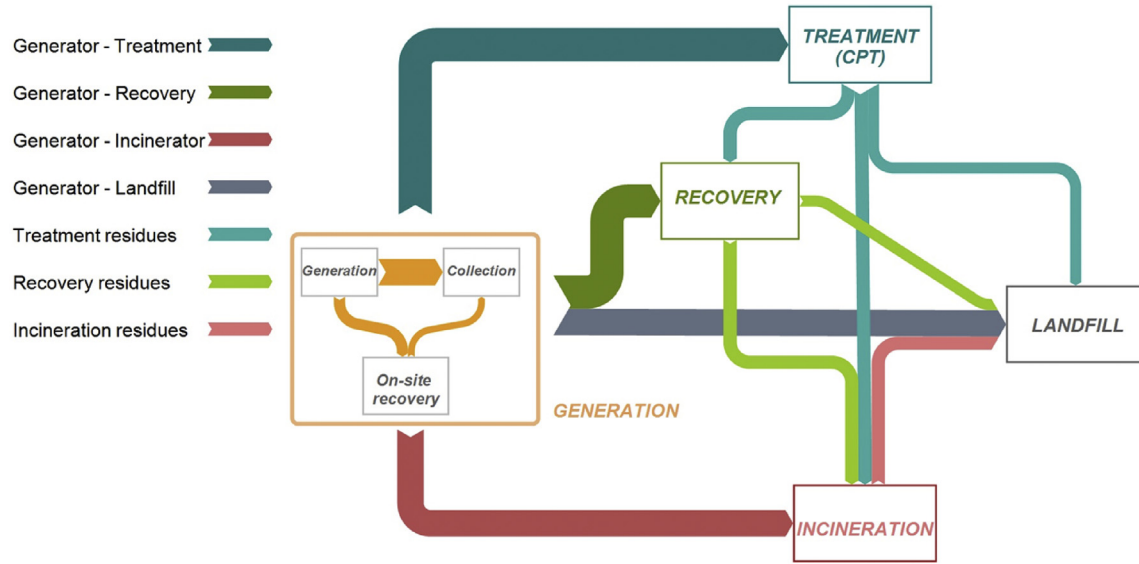 Generator - Treatment
Generator - Recovery
Generator - Incinerator
Generator - Landfill
Treatment residues
Recovery residues
Incineration residues
TREATMENT
(CPT)
RECOVERY
Generation
Collection
On-site
recovery
GENERATION
LANDFILL
INCINERATION